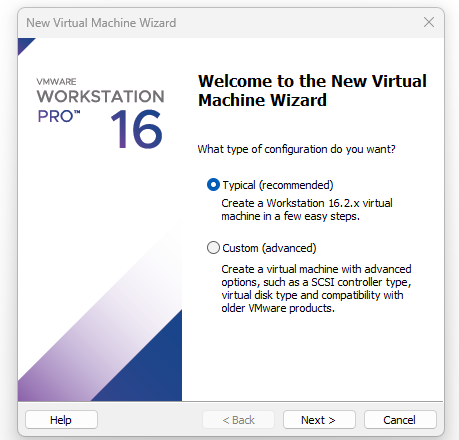 New Virtual Machine Wizard
VMWARE
WORKSTATION
PRO™ 16
Welcome to the New Virtual
Machine Wizard
What type of configuration do you want?
Typical (recommended)
Create a Workstation 16.2.x virtual
machine in a few easy steps.
Custom (advanced)
Create a virtual machine with advanced
options, such as a SCSI controller type,
virtual disk type and compatibility with
older VMware products.
Help
< Back
Next >
Cancel